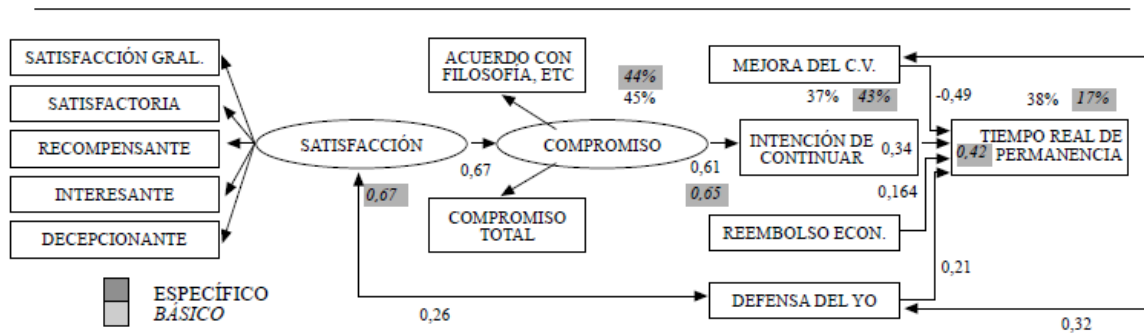 SATISFACCIÓN GRAL.
SATISFACTORIA
RECOMPENSANTE
INTERESANTE
DECEPCIONANTE
SATISFACCIÓN
0,67
0,67
ACUERDO CON
FILOSOFÍA, ETC
44%
45%
COMPROMISO
COMPROMISO
TOTAL
0,61
0,65
MEJORA DEL C.V.
37% 43%
-0,49
INTENCIÓN DE
CONTINUAR
0,34
0,164
REEMBOLSO ECON.
DEFENSA DEL YO
0,21
38% 17%
TIEMPO REAL DE
PERMANENCIA
0,42
0,26
0,32
ESPECÍFICO
BÁSICO